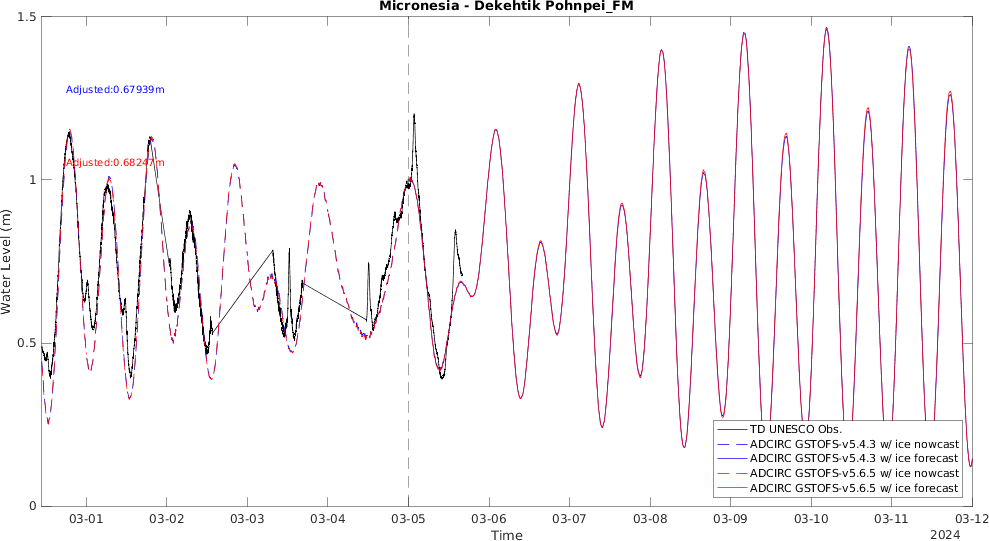 Micronesia - Dekehtik Pohnpei_FM
1.5
1
0.5
0
Water Level (m)
Adjusted:0.67939m
Adjusted:0.68247m
TD UNESCO Obs.
ADCIRC GSTOFS-v5.4.3 w/ ice nowcast
ADCIRC GSTOFS-v5.4.3 w/ ice forecast
ADCIRC GSTOFS-v5.6.5 w/ ice nowcast
ADCIRC GSTOFS-v5.6.5 w/ ice forecast
03-01 03-02 03-03 03-04 03-05 03-06 03-07 03-08 03-09 03-10 03-11 03-12
Time
2024